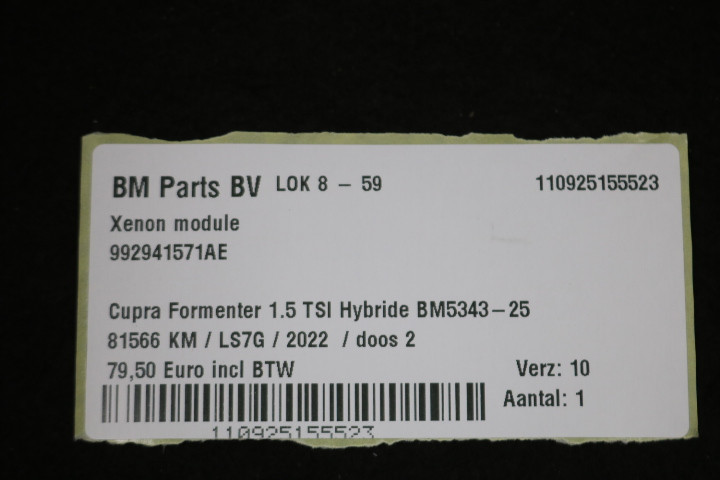 BM Parts BV LOK 8 - 59 110925155523
Xenon module
992941571AE
Cupra Formenter 1.5 TSI Hybride BM5343-25
81566 KM / LS7G / 2022 / doos 2
79,50 Euro incl BTW Verz: 10
Aantal: 1
110925155523